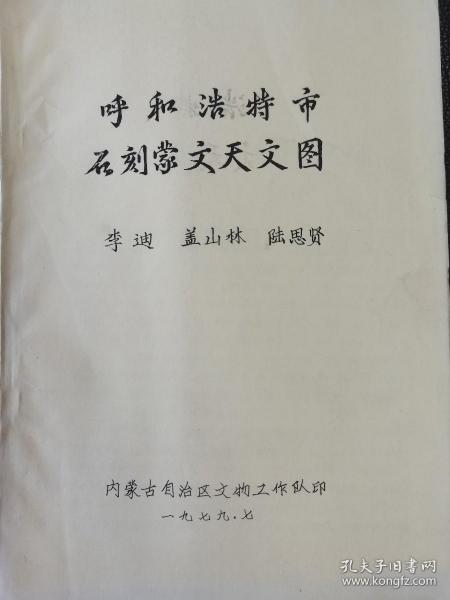 呼和浩特市
石刻蒙文天文图
李迪 盖山林 陆思贤
内蒙古自治区文物工作队印
一九七九.七
孔夫子旧书网
www.kongfz.com